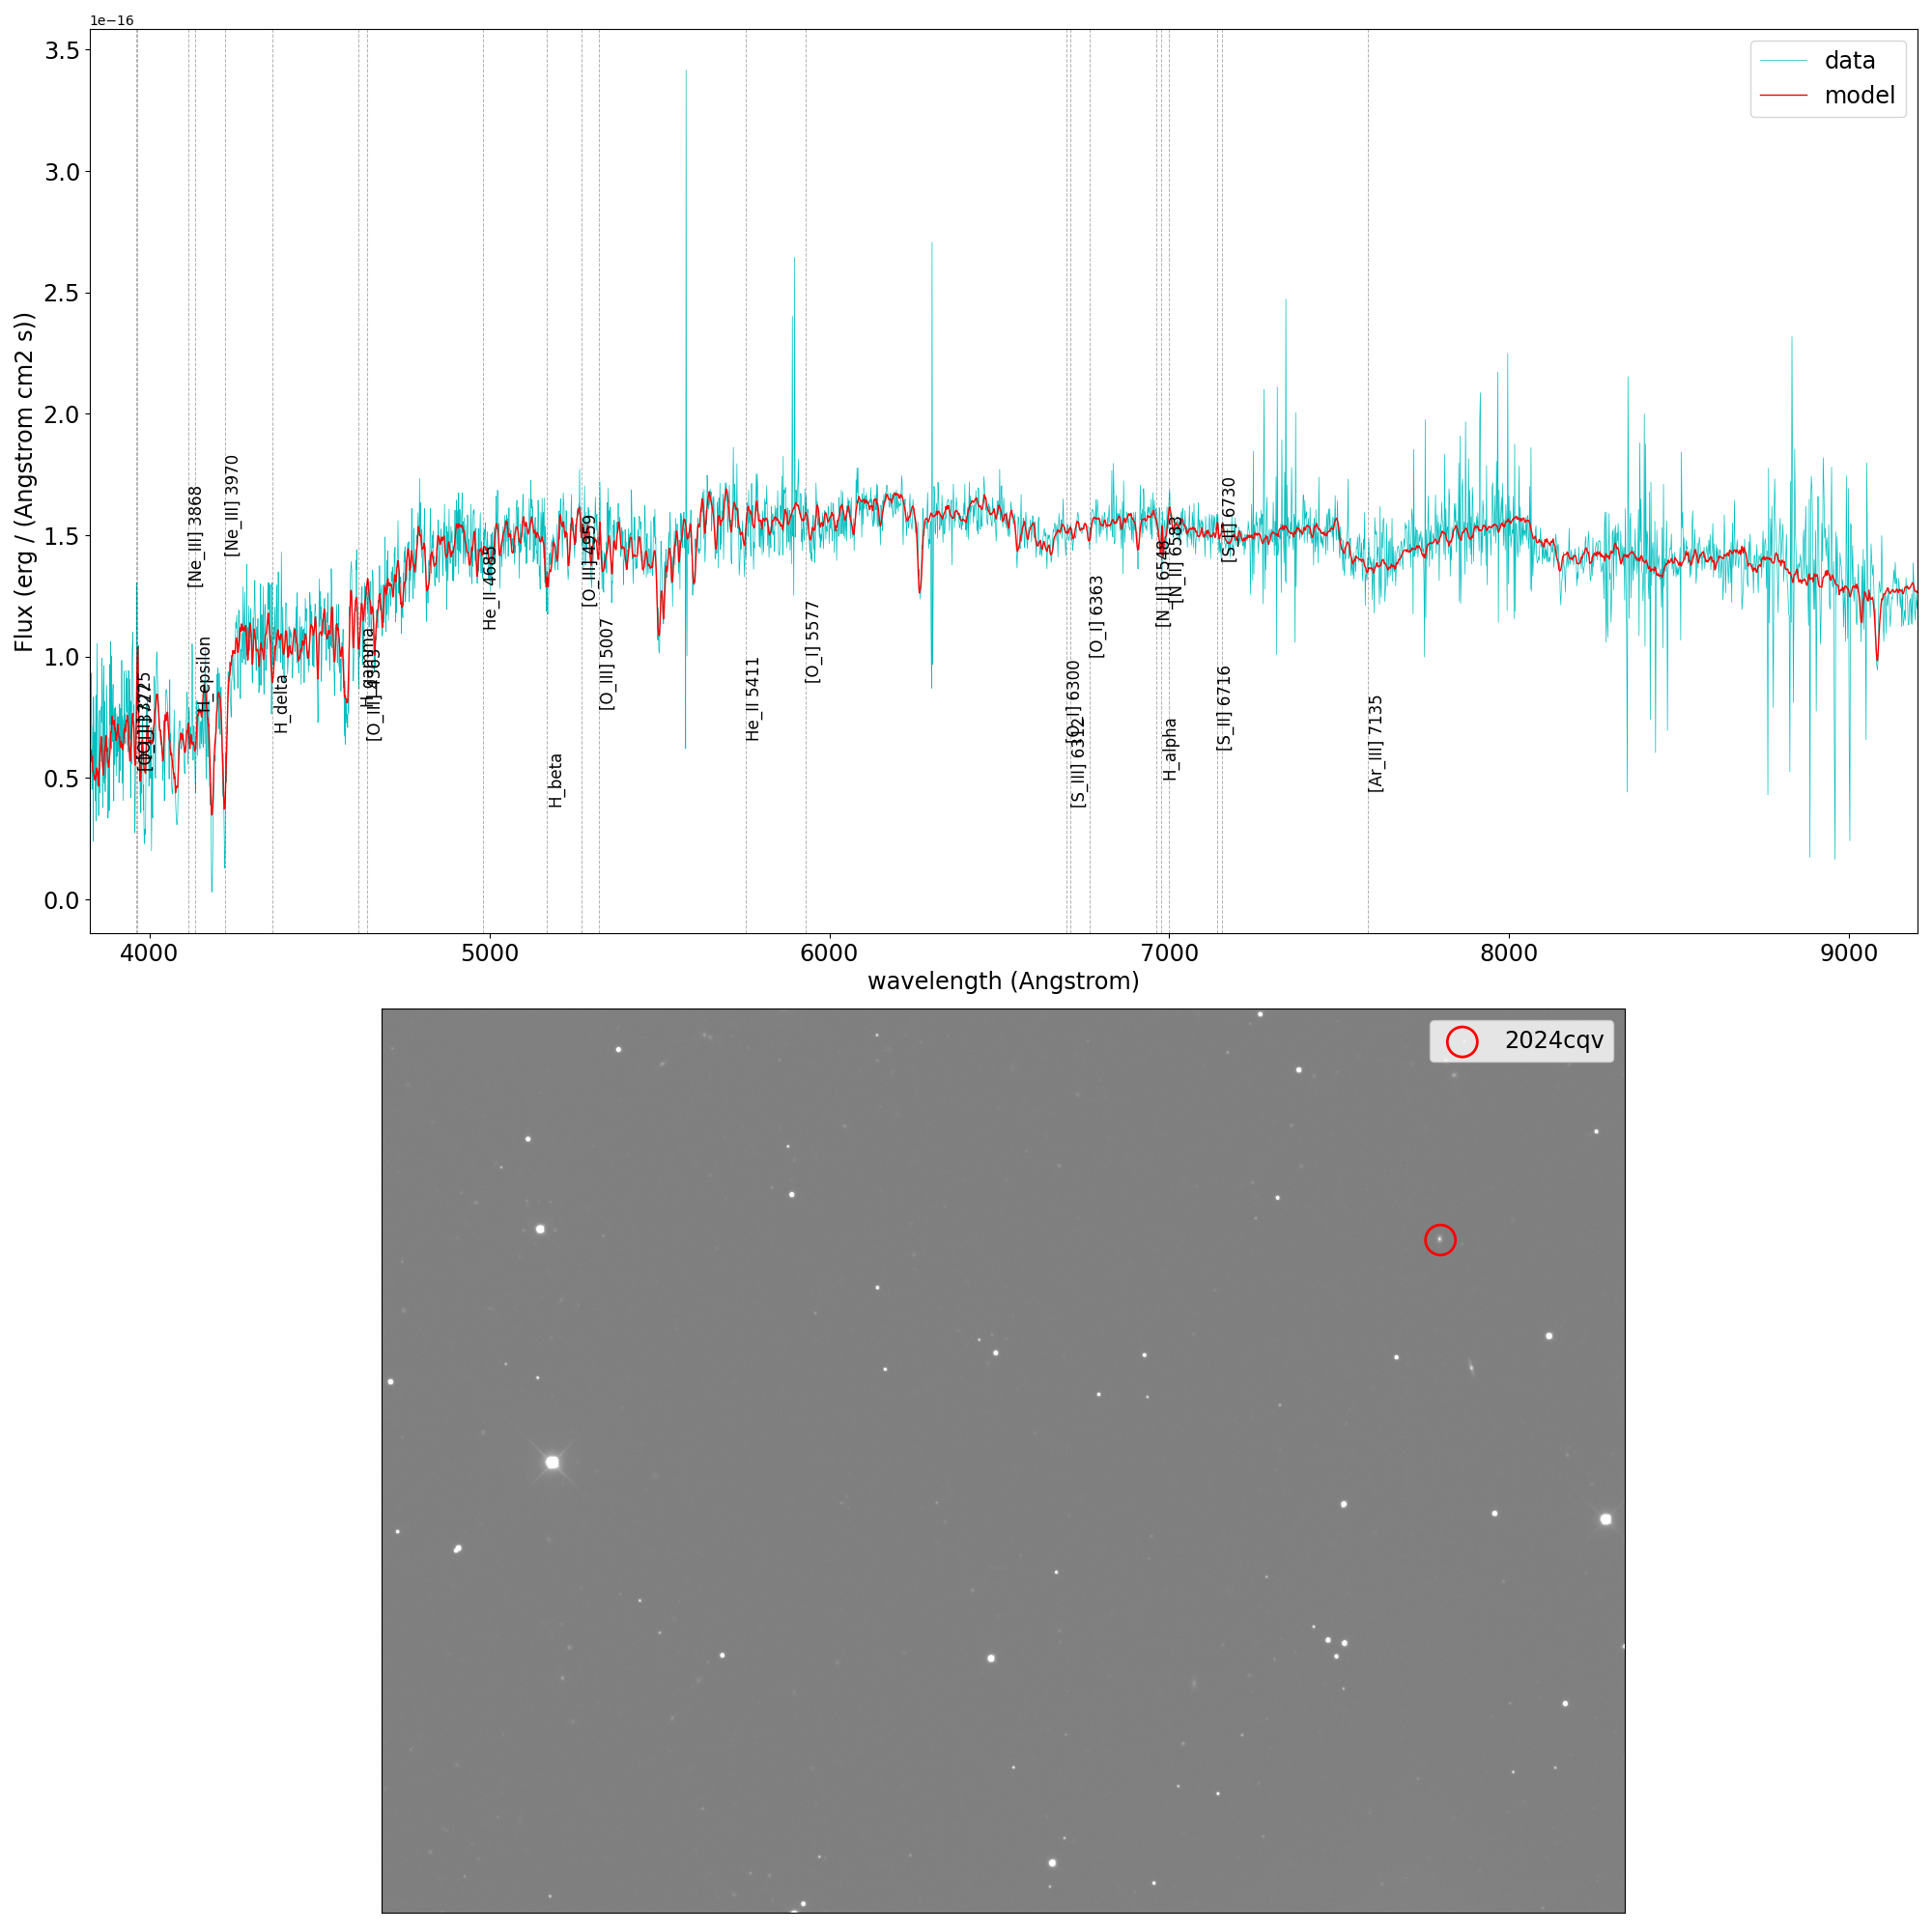 1e−16
data
model
3.5
3.0
2.5
2.0
1.5
1.0
0.5
0.0
Flux (erg / (Angstrom cm2 s))
[Ne_III] 3868
H_epsilon
[Ne_III] 3970
H_delta
H_gamma
He_II 4685
H_beta
[O_III] 4959
[O_III] 5007
He_II 5411
[O_I] 5577
[O_I] 6300
[S_III] 6312
[O_I] 6363
[N_II] 6548
H_alpha
[N_II] 6583
[S_II] 6716
[S_II] 6730
[Ar_III] 7135
4000
5000
6000
7000
8000
9000
wavelength (Angstrom)
2024cqv